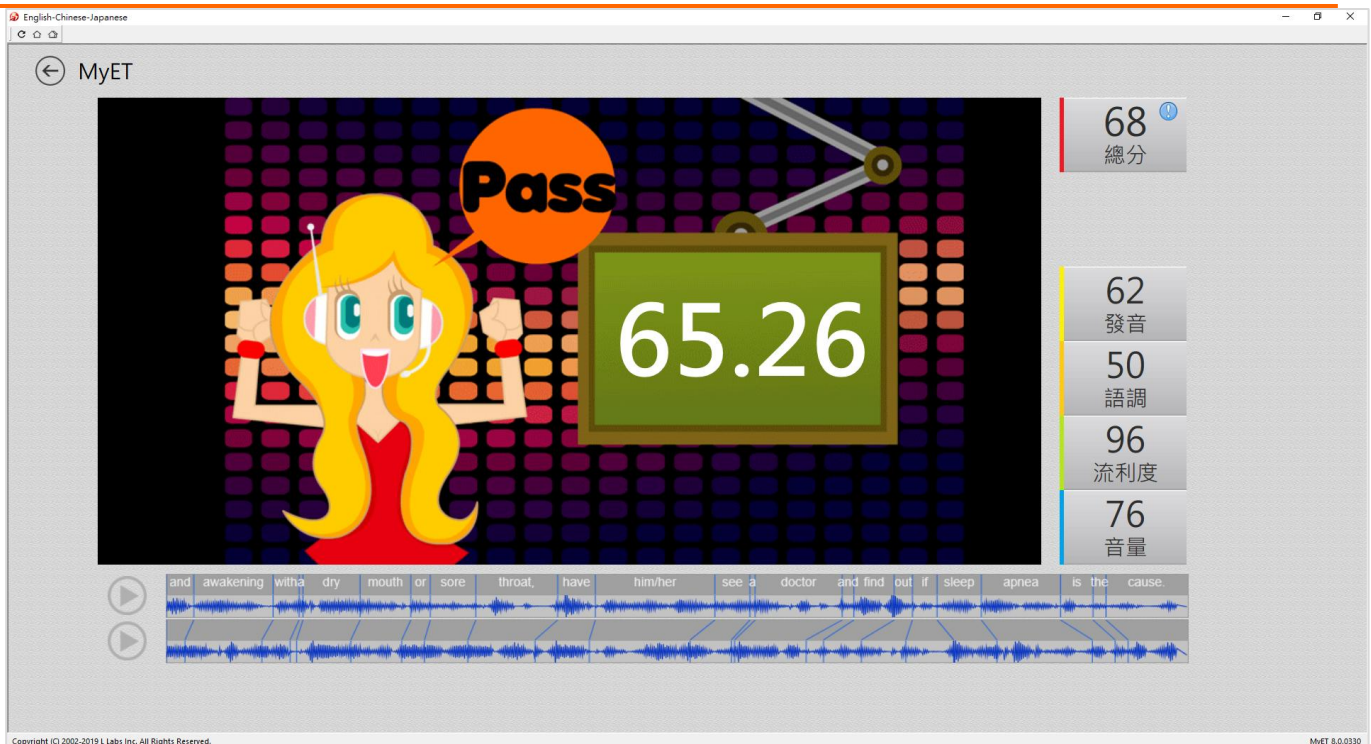 English-Chinese-Japanese
MyET
Pass
65.26
68
總分
62
發音
50
語調
96
流利度
76
音量
and awakening witha dry mouth or sore throat, have him/her see a doctor and find out if sleep apnea is the cause.
Copyright (C) 2002-2019 L Labs Inc. All Rights Reserved.
MyET 8.0.0330